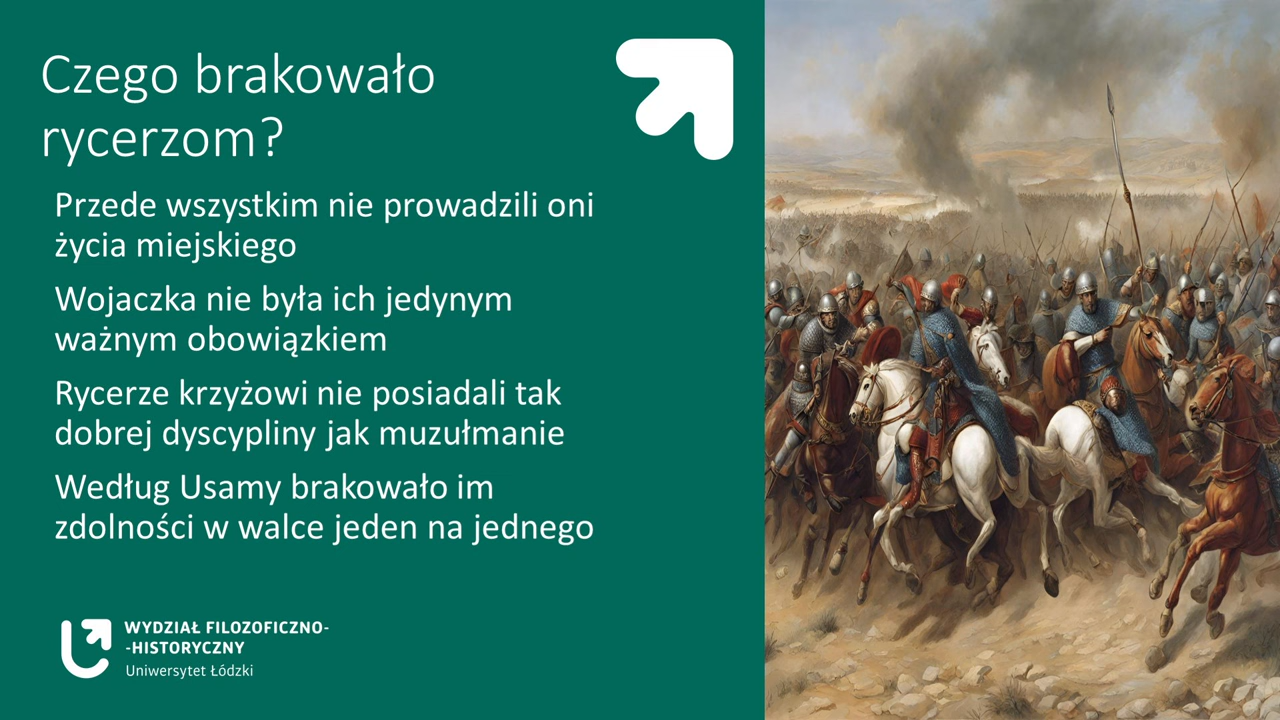 Czego brakowało
rycerzom?
Przede wszystkim nie prowadzili oni
życia miejskiego
Wojaczka nie była ich jedynym
ważnym obowiązkiem
Rycerze krzyżowi nie posiadali tak
dobrej dyscypliny jak muzułmanie
Według Usamy brakowało im
zdolności w walce jeden na jednego
WYDZIAŁ FILOZOFICZNO-
-HISTORYCZNY
Uniwersytet Łódzki